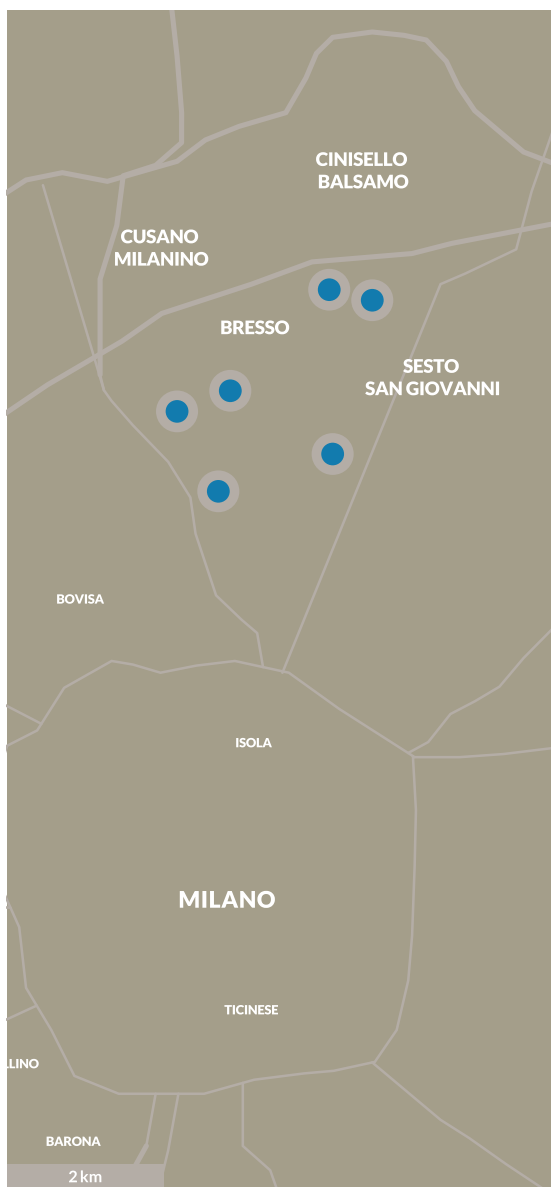 CINISELLO
BALSAMO
CUSANO
MILANINO
BRESSO
SESTO
SAN GIOVANNI
BOVISA
ISOLA
MILANO
TICINESE
LLINO
BARONA
2 km